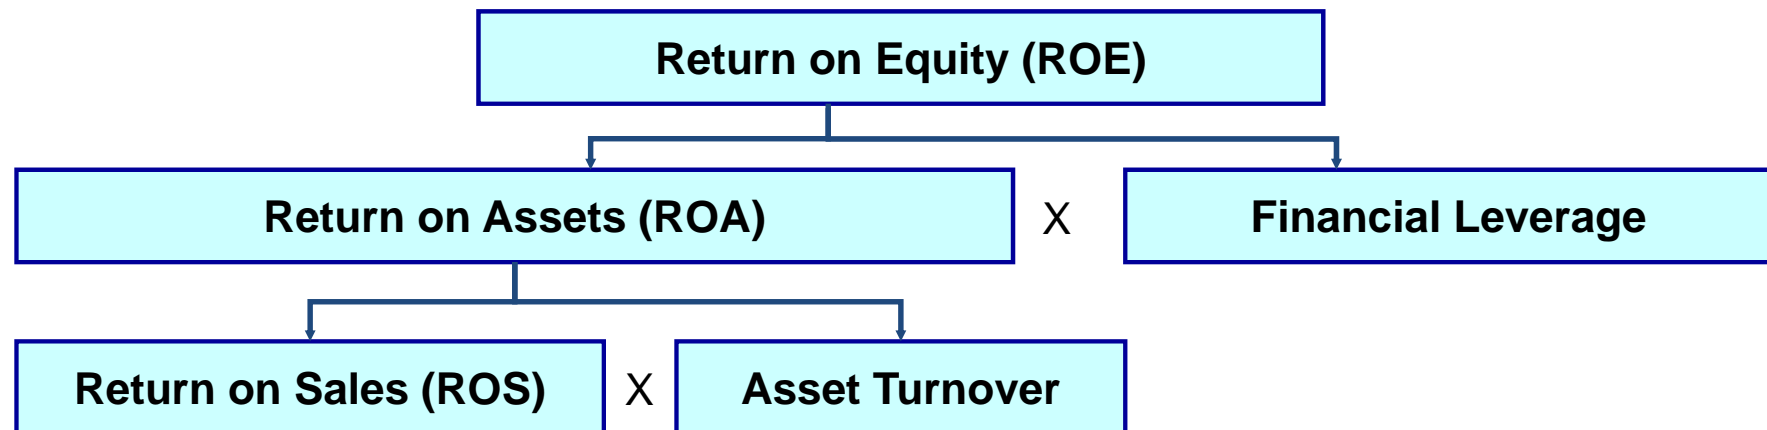 Return on Equity (ROE)
Return on Assets (ROA) X Financial Leverage
Return on Sales (ROS) X Asset Turnover